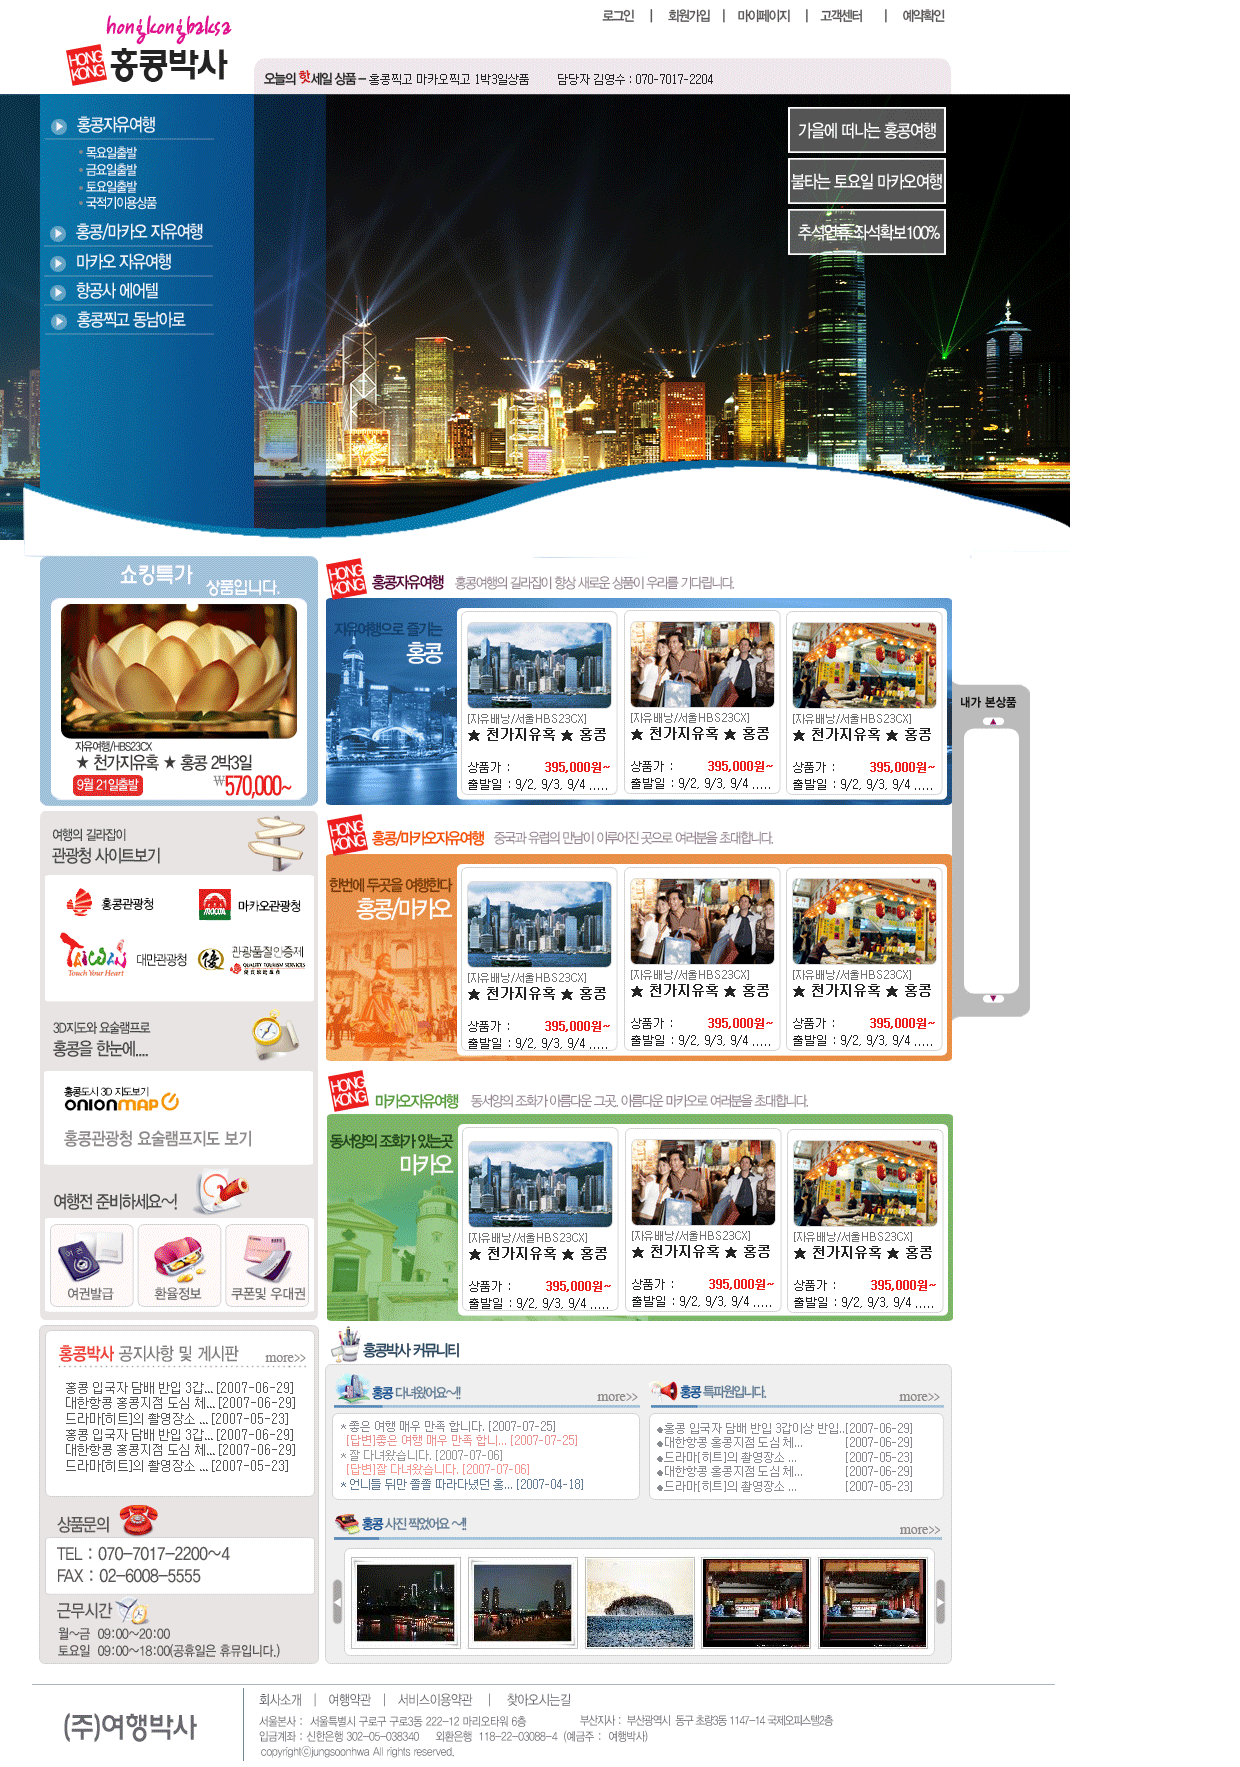 로그인 | 회원가입 | 마이페이지 | 고객센터 | 예약확인
hongkongbaksa
HONG KONG 홍콩박사
오늘의 핫세일 상품 - 홍콩찍고 마카오찍고 1박3일상품 담당자 김영수 : 070-7017-2204
홍콩자유여행
목요일출발
금요일출발
토요일출발
국적기이용상품
홍콩/마카오 자유여행
마카오 자유여행
항공사 에어텔
홍콩찍고 동남아로
가을에 떠나는 홍콩여행
불타는 토요일 마카오여행
추석연휴 좌석확보100%
쇼킹특가 상품입니다.
자유여행/HBS23CX
★ 천가지유혹 ★ 홍콩 2박3일
9월 21일출발 ₩570,000~
여행의 길라잡이
관광청 사이트보기
홍콩관광청
마카오관광청
TAIWAN
Touch Your Heart
대만관광청
관광품질인증제
QUALITY TOURISM SERVICES
3D지도와 요술램프로
홍콩을 한눈에....
홍콩도시 3D 지도보기
onionmap
홍콩관광청 요술램프지도 보기
여행전 준비하세요~!
여권발급
환율정보
쿠폰및 우대권
홍콩박사 공지사항 및 게시판 more>>
홍콩 입국자 담배 반입 3갑... [2007-06-29]
대한항콩 홍콩지점 도심 체... [2007-06-29]
드라마[히트]의 촬영장소 ... [2007-05-23]
홍콩 입국자 담배 반입 3갑... [2007-06-29]
대한항콩 홍콩지점 도심 체... [2007-06-29]
드라마[히트]의 촬영장소 ... [2007-05-23]
상품문의
TEL : 070-7017-2200~4
FAX : 02-6008-5555
근무시간
월~금 09:00~20:00
토요일 09:00~18:00(공휴일은 휴뮤입니다.)
HONG KONG 홍콩자유여행 홍콩여행의 길라잡이 항상 새로운 상품이 우리를 기다립니다.
자유여행으로 즐기는
홍콩
[자유배낭/서울HBS23CX]
★ 천가지유혹 ★ 홍콩
상품가 : 395,000원~
출발일 : 9/2, 9/3, 9/4 .....
[자유배낭/서울HBS23CX]
★ 천가지유혹 ★ 홍콩
상품가 : 395,000원~
출발일 : 9/2, 9/3, 9/4 .....
[자유배낭/서울HBS23CX]
★ 천가지유혹 ★ 홍콩
상품가 : 395,000원~
출발일 : 9/2, 9/3, 9/4 .....
내가 본상품
HONG KONG 홍콩/마카오자유여행 중국과 유럽의 만남이 이루어진 곳으로 여러분을 초대합니다.
한번에 두곳을 여행한다
홍콩/마카오
[자유배낭/서울HBS23CX]
★ 천가지유혹 ★ 홍콩
상품가 : 395,000원~
출발일 : 9/2, 9/3, 9/4 .....
[자유배낭/서울HBS23CX]
★ 천가지유혹 ★ 홍콩
상품가 : 395,000원~
출발일 : 9/2, 9/3, 9/4 .....
[자유배낭/서울HBS23CX]
★ 천가지유혹 ★ 홍콩
상품가 : 395,000원~
출발일 : 9/2, 9/3, 9/4 .....
HONG KONG 마카오자유여행 동서양의 조화가 아름다운 그곳, 아름다운 마카오로 여러분을 초대합니다.
동서양의 조화가 있는곳
마카오
[자유배낭/서울HBS23CX]
★ 천가지유혹 ★ 홍콩
상품가 : 395,000원~
출발일 : 9/2, 9/3, 9/4 .....
[자유배낭/서울HBS23CX]
★ 천가지유혹 ★ 홍콩
상품가 : 395,000원~
출발일 : 9/2, 9/3, 9/4 .....
[자유배낭/서울HBS23CX]
★ 천가지유혹 ★ 홍콩
상품가 : 395,000원~
출발일 : 9/2, 9/3, 9/4 .....
홍콩박사 커뮤니티
홍콩 다녀왔어요~!! more>>
* 좋은 여행 매우 만족 합니다. [2007-07-25]
[답변]좋은 여행 매우 만족 합니... [2007-07-25]
* 잘 다녀왔습니다. [2007-07-06]
[답변]잘 다녀왔습니다. [2007-07-06]
* 언니들 뒤만 쫄쫄 따라다녔던 홍... [2007-04-18]
홍콩 특파원입니다. more>>
◆홍콩 입국자 담배 반입 3갑이상 반입..[2007-06-29]
◆대한항콩 홍콩지점 도심 체... [2007-06-29]
◆드라마[히트]의 촬영장소 ... [2007-05-23]
◆대한항콩 홍콩지점 도심 체... [2007-06-29]
◆드라마[히트]의 촬영장소 ... [2007-05-23]
홍콩 사진 찍었어요 ~!! more>>
(주)여행박사
회사소개 | 여행약관 | 서비스이용약관 | 찾아오시는길
서울본사 : 서울특별시 구로구 구로3동 222-12 마리오타워 6층 부산지사 : 부산광역시 동구 초량3동 1147-14 국제오피스텔2층
입금계좌 : 신한은행 302-05-038340 외환은행 118-22-03088-4 (예금주 : 여행박사)
copyrightⓒjungsoonhwa All rights reserved.